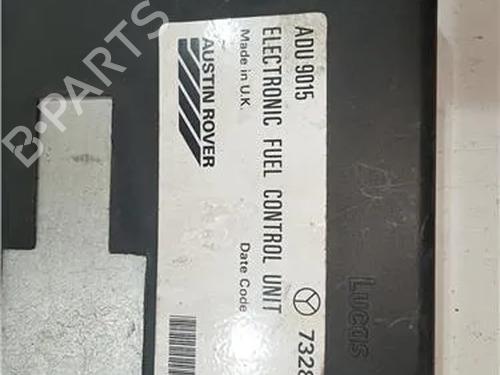 ADU 9015
ELECTRONIC FUEL CONTROL UNIT
Made in U.K.
Date Code
AUSTIN ROVER
7328
Lucas
B-PARTS